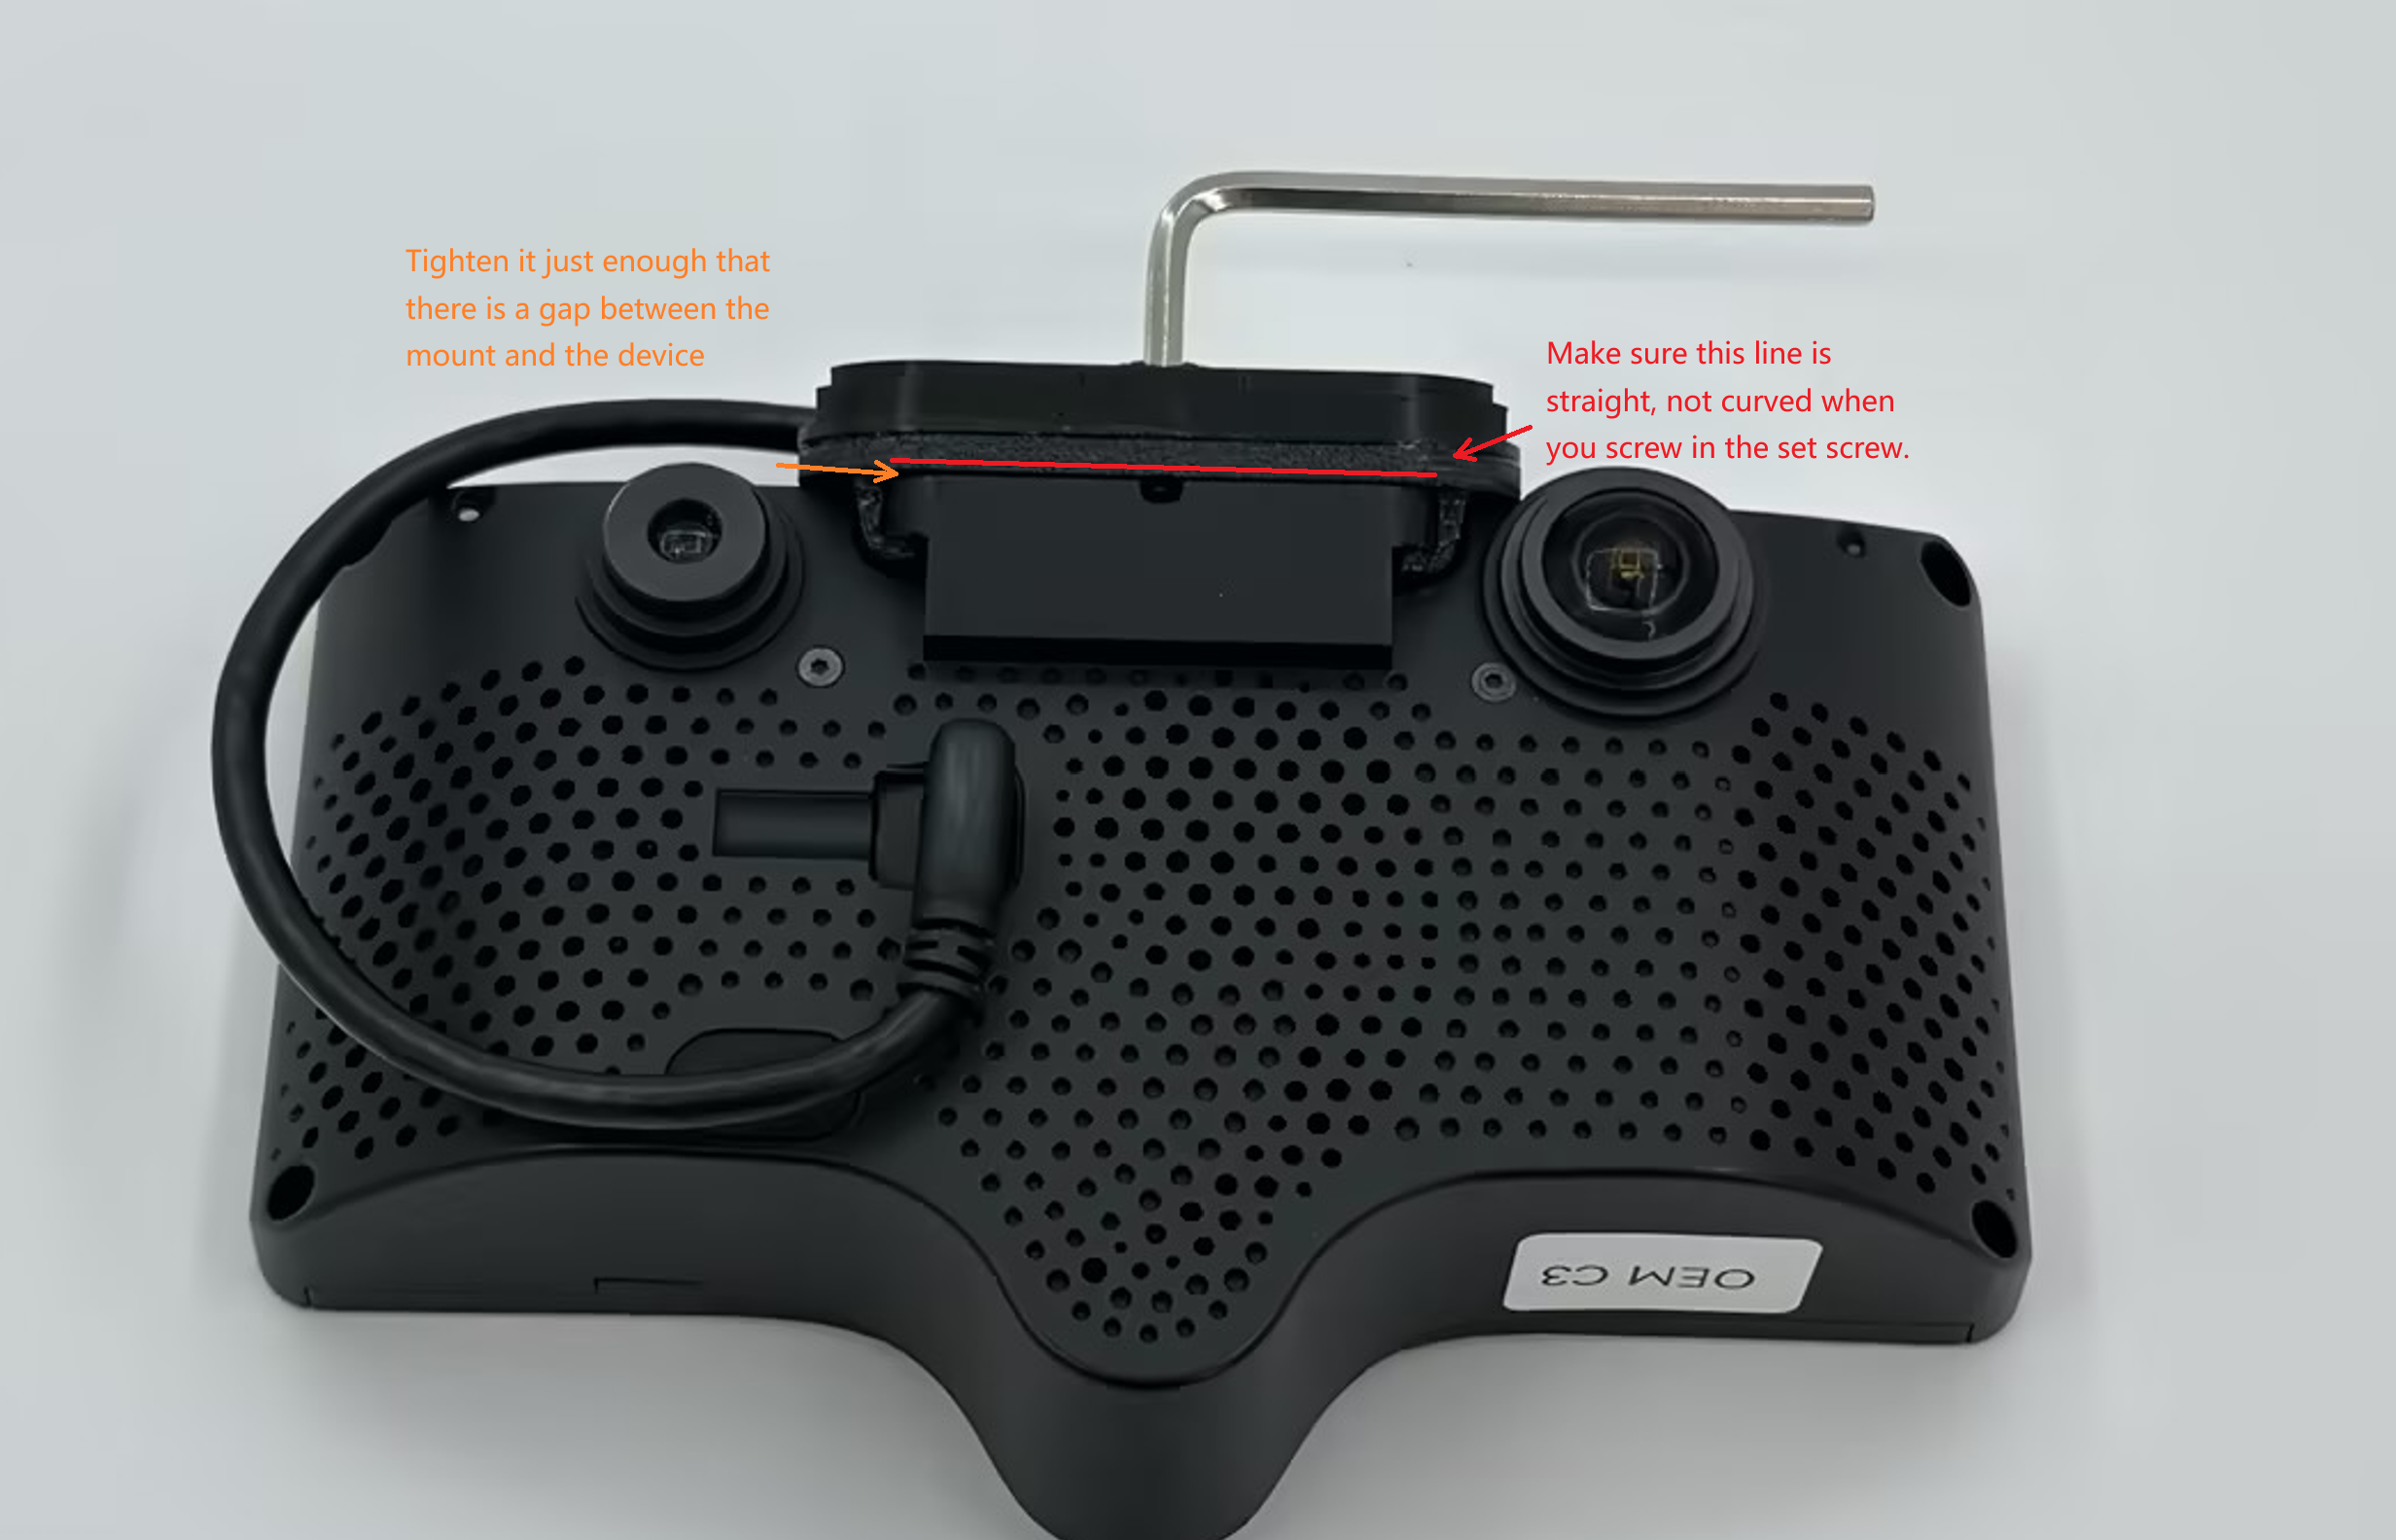 Tighten it just enough that
there is a gap between the
mount and the device
Make sure this line is
straight, not curved when
you screw in the set screw.
OEM C3